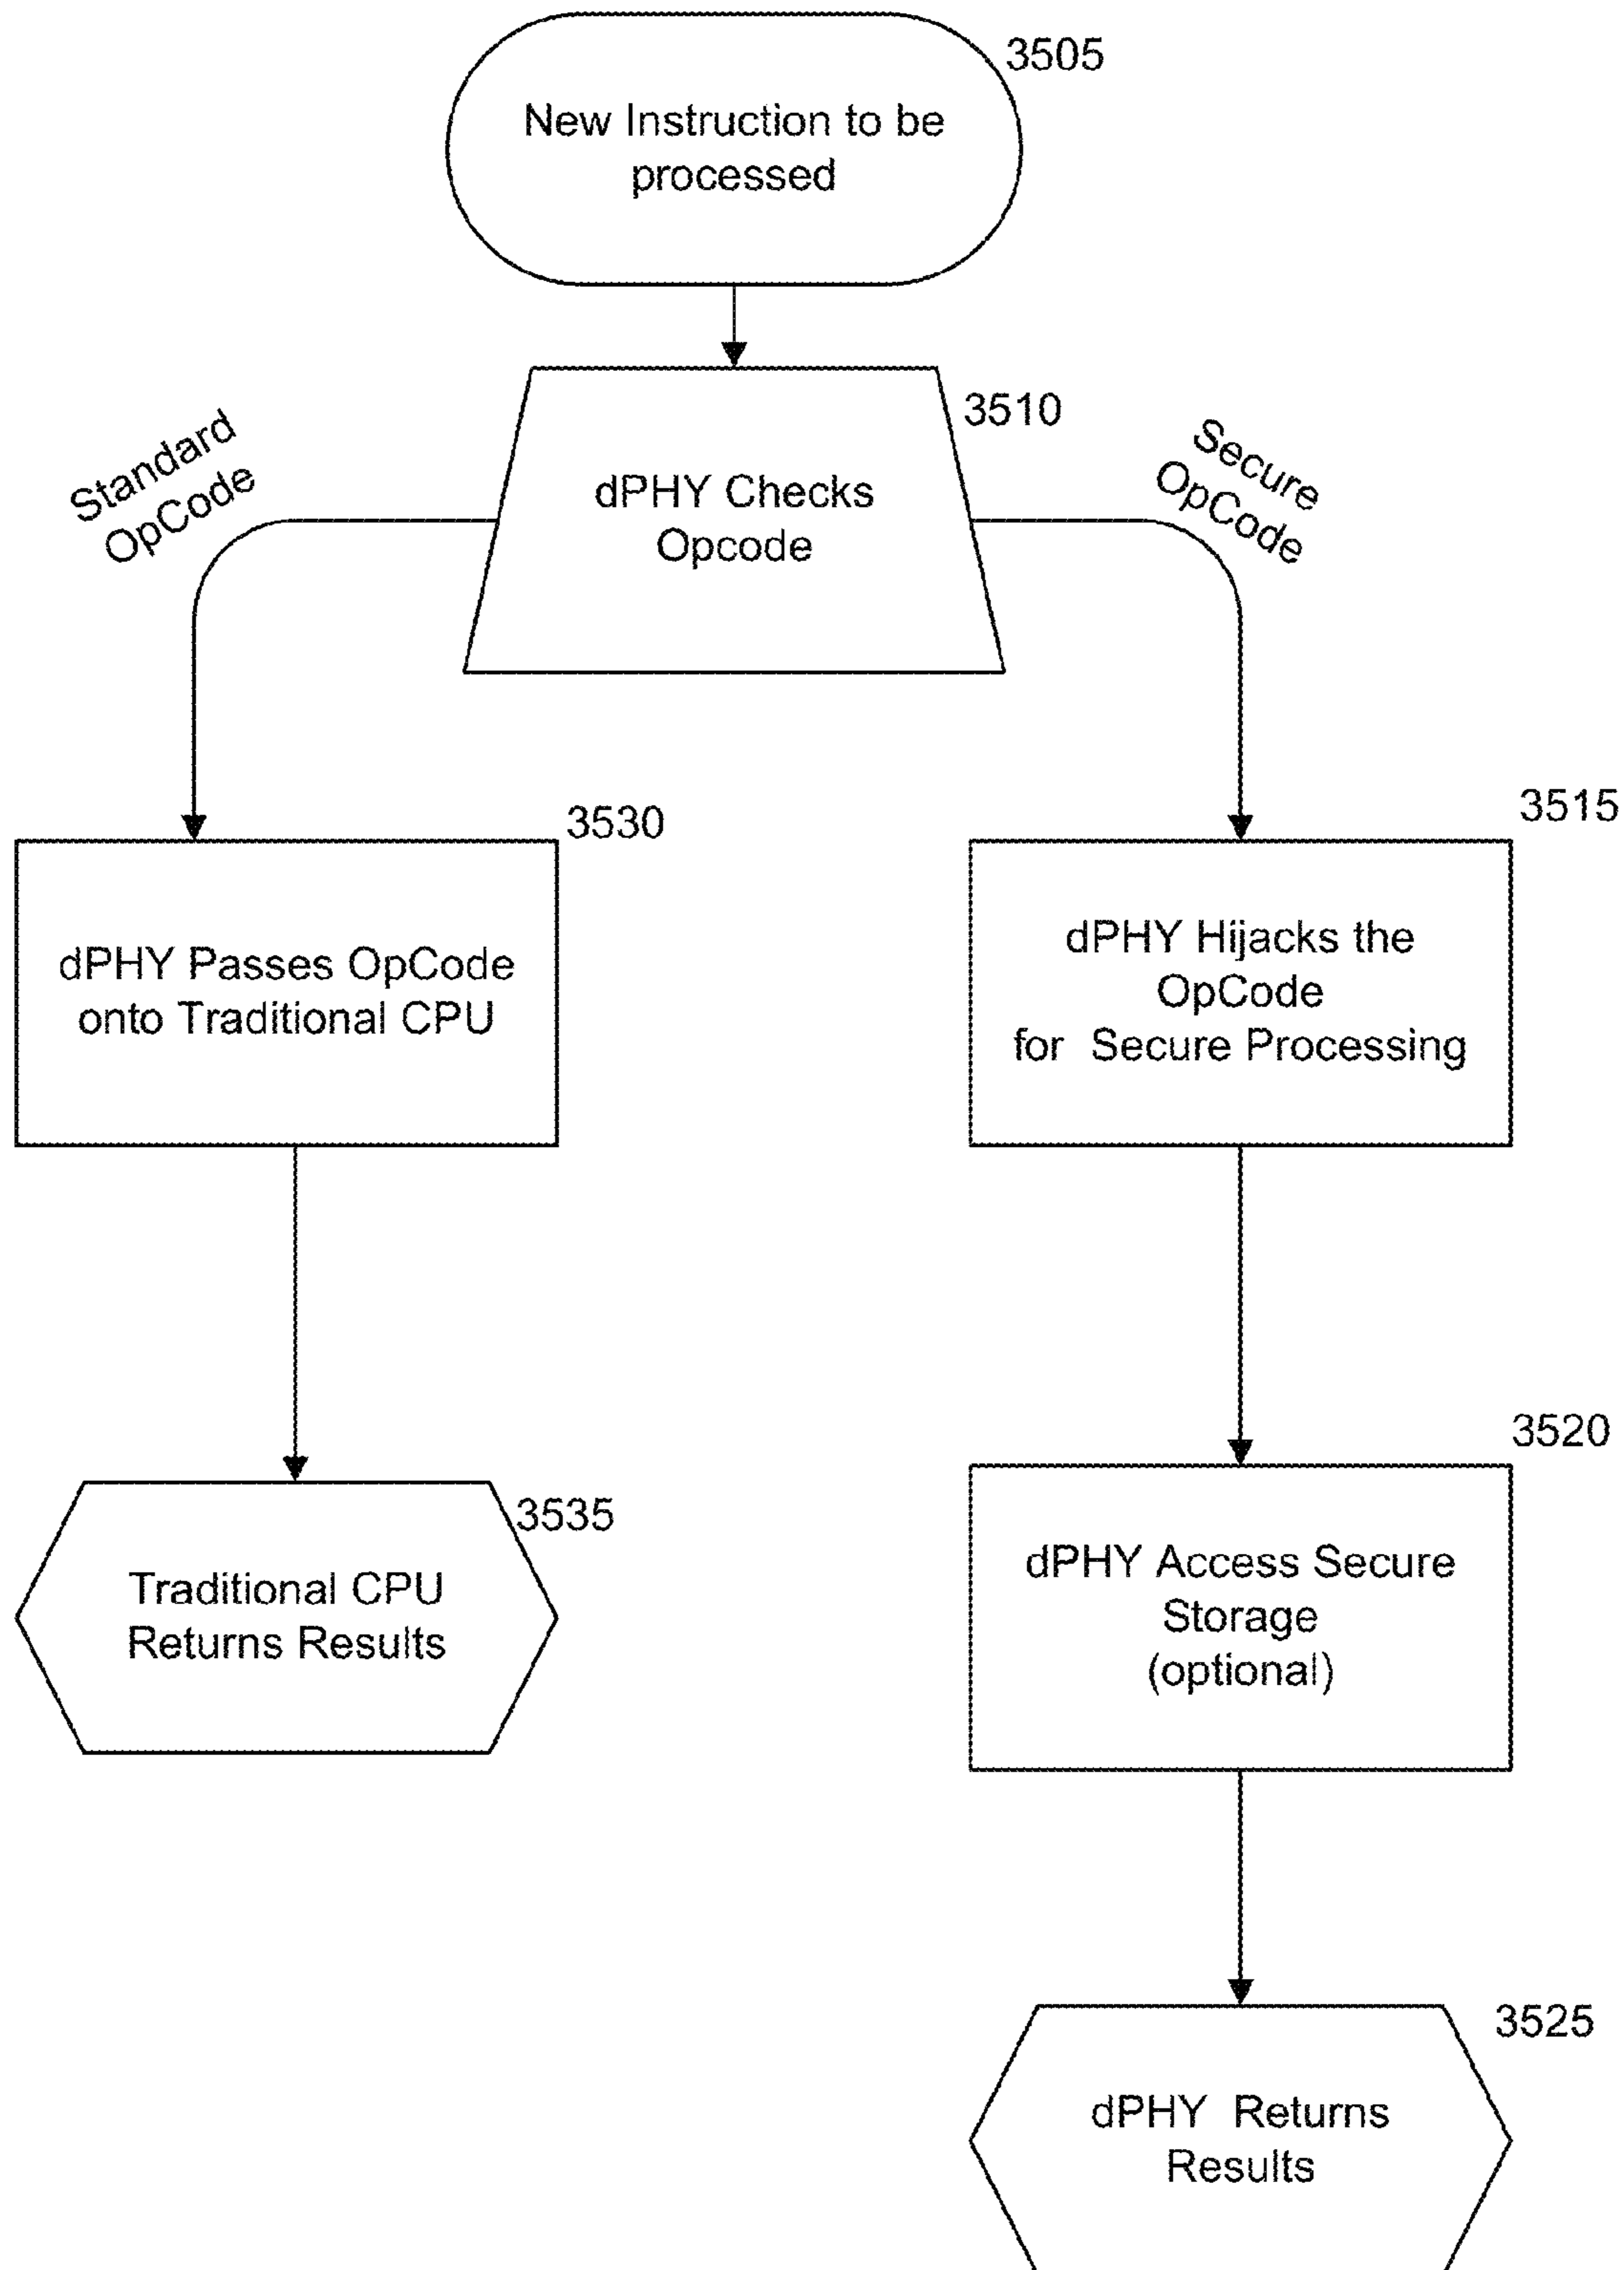 3505
New Instruction to be
processed
3510
dPHY Checks
Opcode
Standard
OpCode
Secure
OpCode
3530
dPHY Passes OpCode
onto Traditional CPU
3515
dPHY Hijacks the
OpCode
for Secure Processing
3535
Traditional CPU
Returns Results
3520
dPHY Access Secure
Storage
(optional)
3525
dPHY Returns
Results